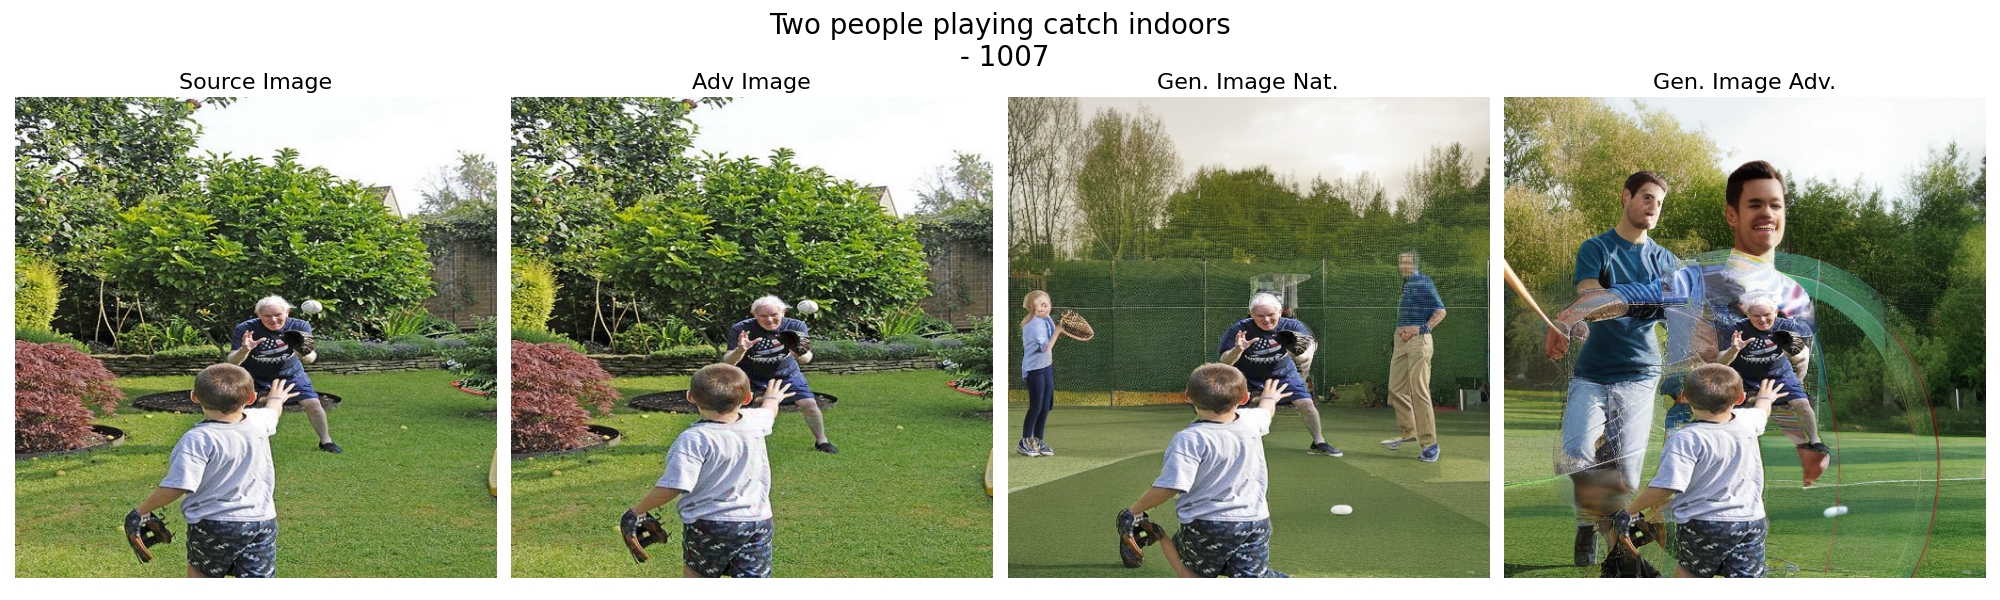 Two people playing catch indoors
- 1007
Source Image
Adv Image
Gen. Image Nat.
Gen. Image Adv.